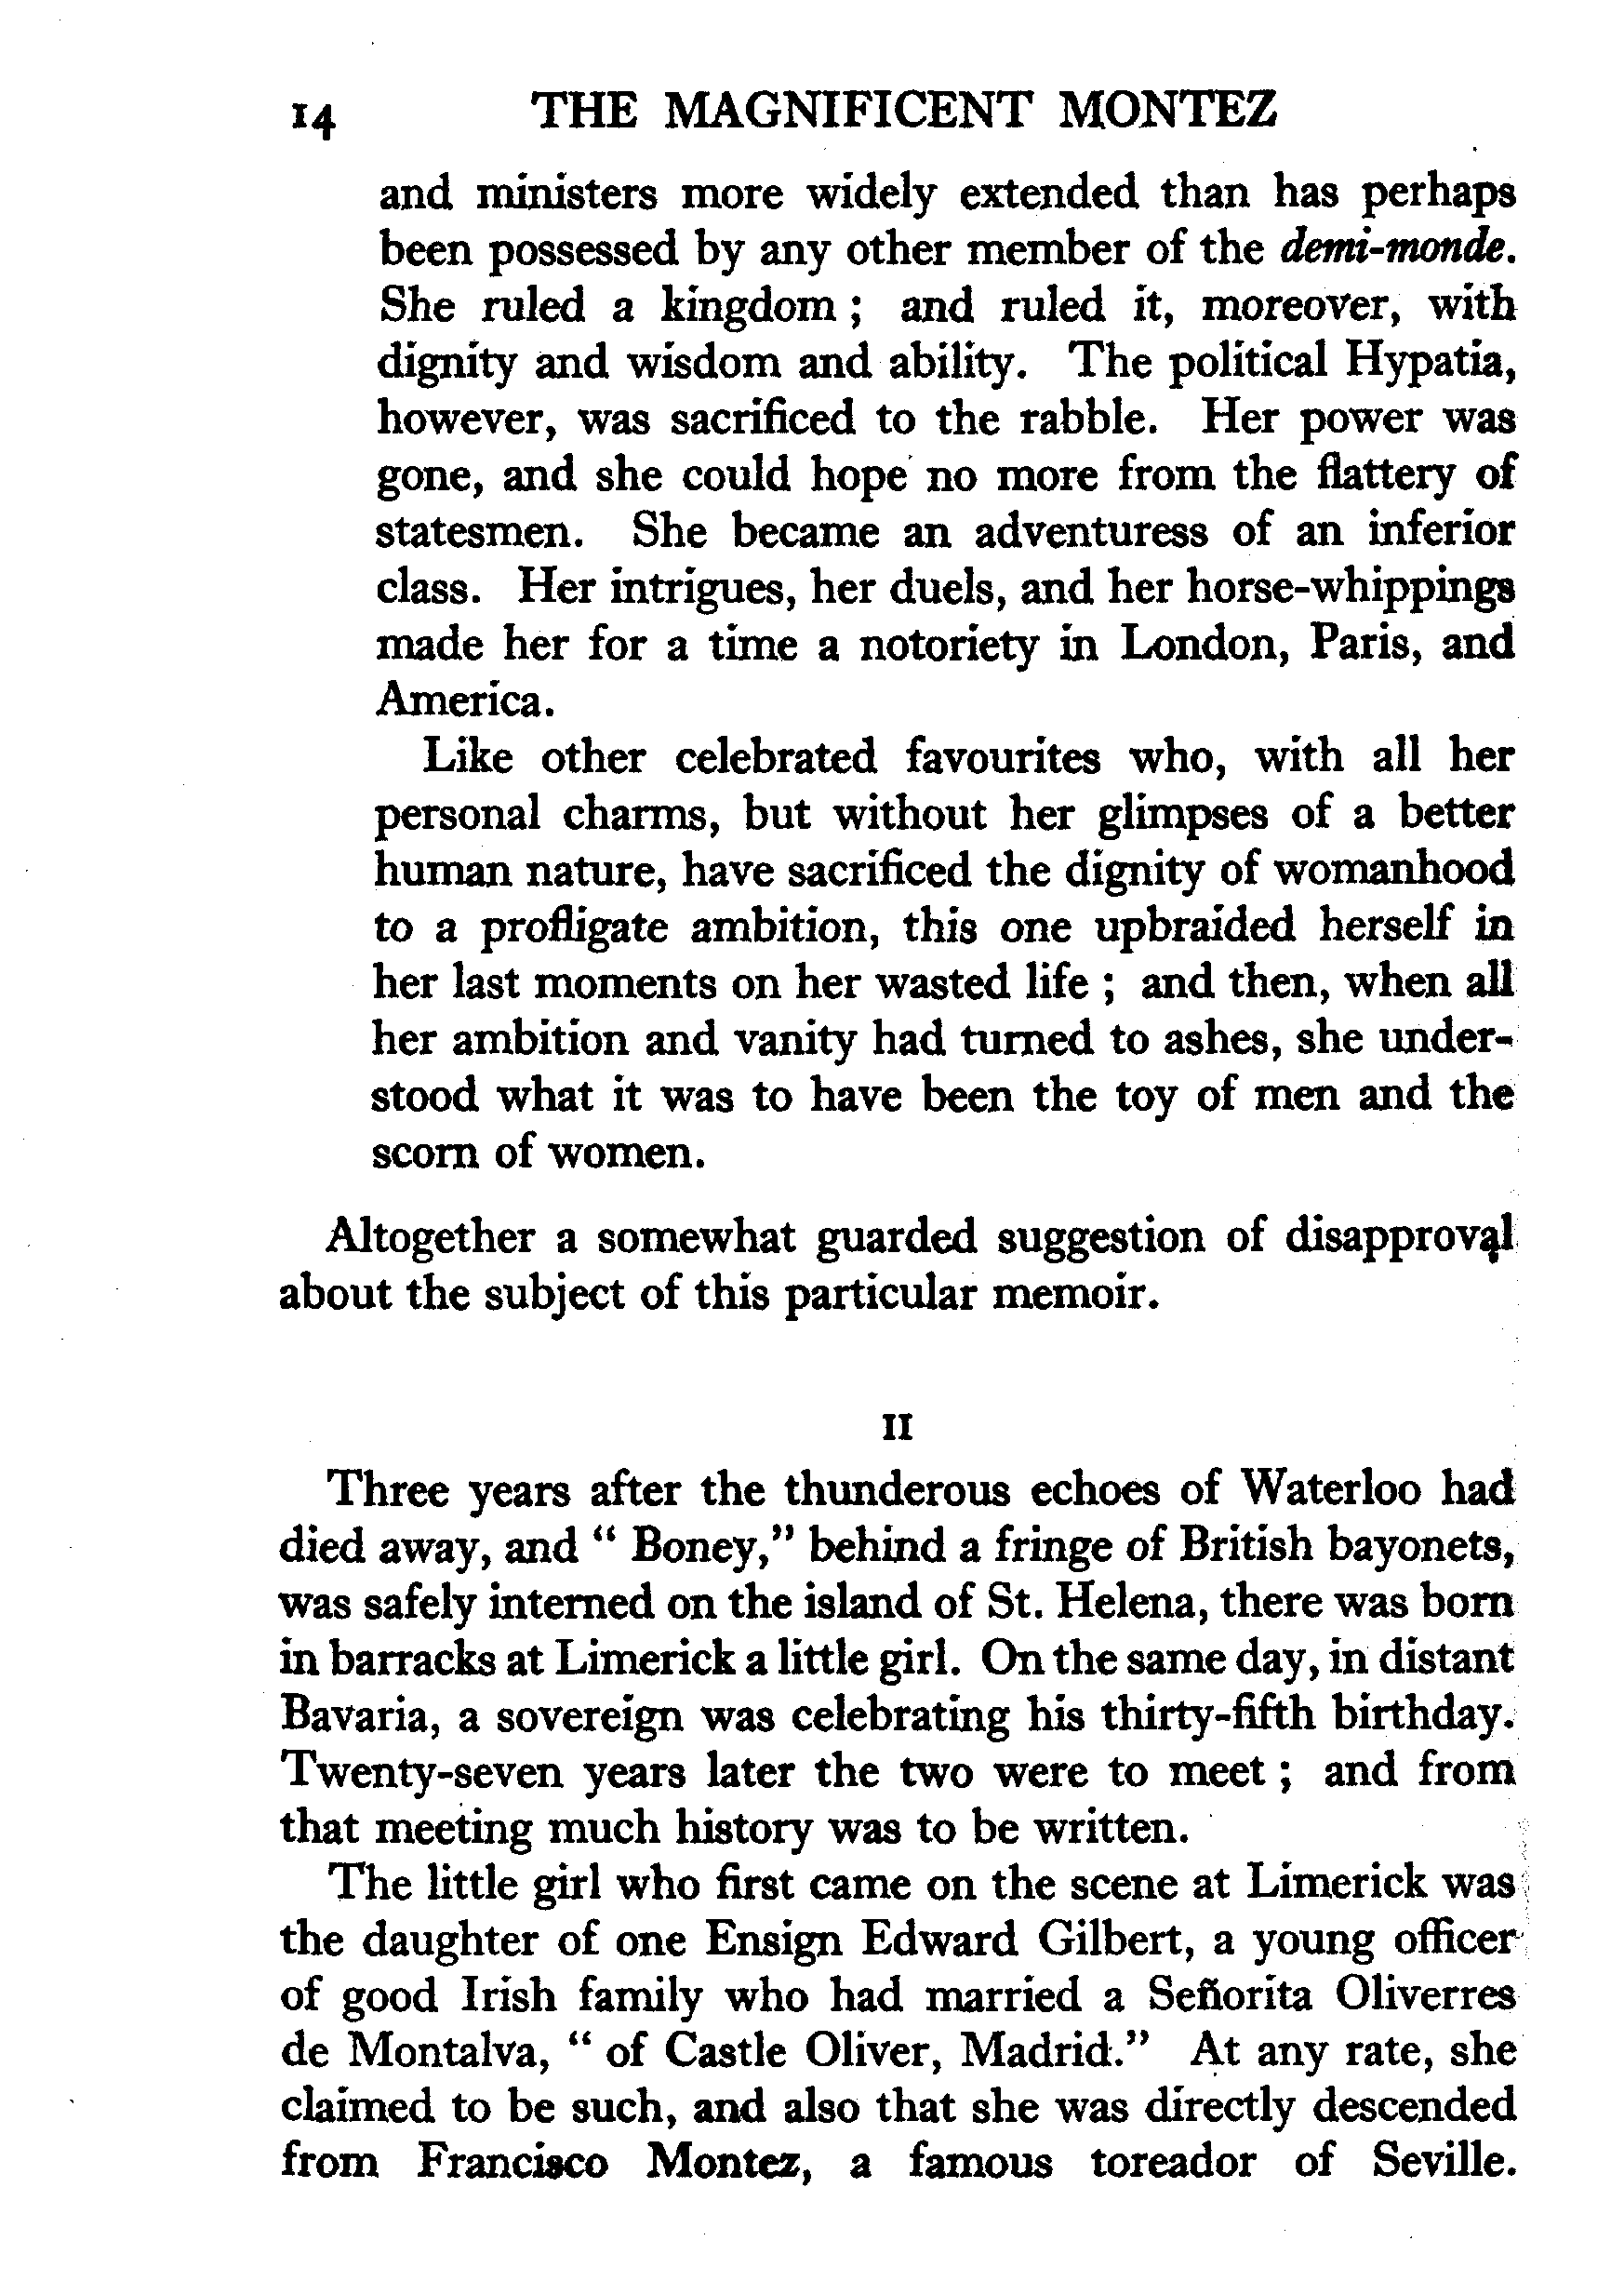 14 THE MAGNIFICENT MONTEZ
and ministers more widely extended than has perhaps
been possessed by any other member of the demi-monde.
She ruled a kingdom ; and ruled it, moreover, with
dignity and wisdom and ability. The political Hypatia,
however, was sacrificed to the rabble. Her power was
gone, and she could hope no more from the flattery of
statesmen. She became an adventuress of an inferior
class. Her intrigues, her duels, and her horse-whippings
made her for a time a notoriety in London, Paris, and
America.
Like other celebrated favourites who, with all her
personal charms, but without her glimpses of a better
human nature, have sacrificed the dignity of womanhood
to a profligate ambition, this one upbraided herself in
her last moments on her wasted life ; and then, when all
her ambition and vanity had turned to ashes, she under-
stood what it was to have been the toy of men and the
scorn of women.
Altogether a somewhat guarded suggestion of disapproval
about the subject of this particular memoir.
II
Three years after the thunderous echoes of Waterloo had
died away, and " Boney," behind a fringe of British bayonets,
was safely interned on the island of St. Helena, there was born
in barracks at Limerick a little girl. On the same day, in distant
Bavaria, a sovereign was celebrating his thirty-fifth birthday.
Twenty-seven years later the two were to meet ; and from
that meeting much history was to be written.
The little girl who first came on the scene at Limerick was
the daughter of one Ensign Edward Gilbert, a young officer
of good Irish family who had married a Señorita Oliverres
de Montalva, " of Castle Oliver, Madrid." At any rate, she
claimed to be such, and also that she was directly descended
from Francisco Montez, a famous toreador of Seville.